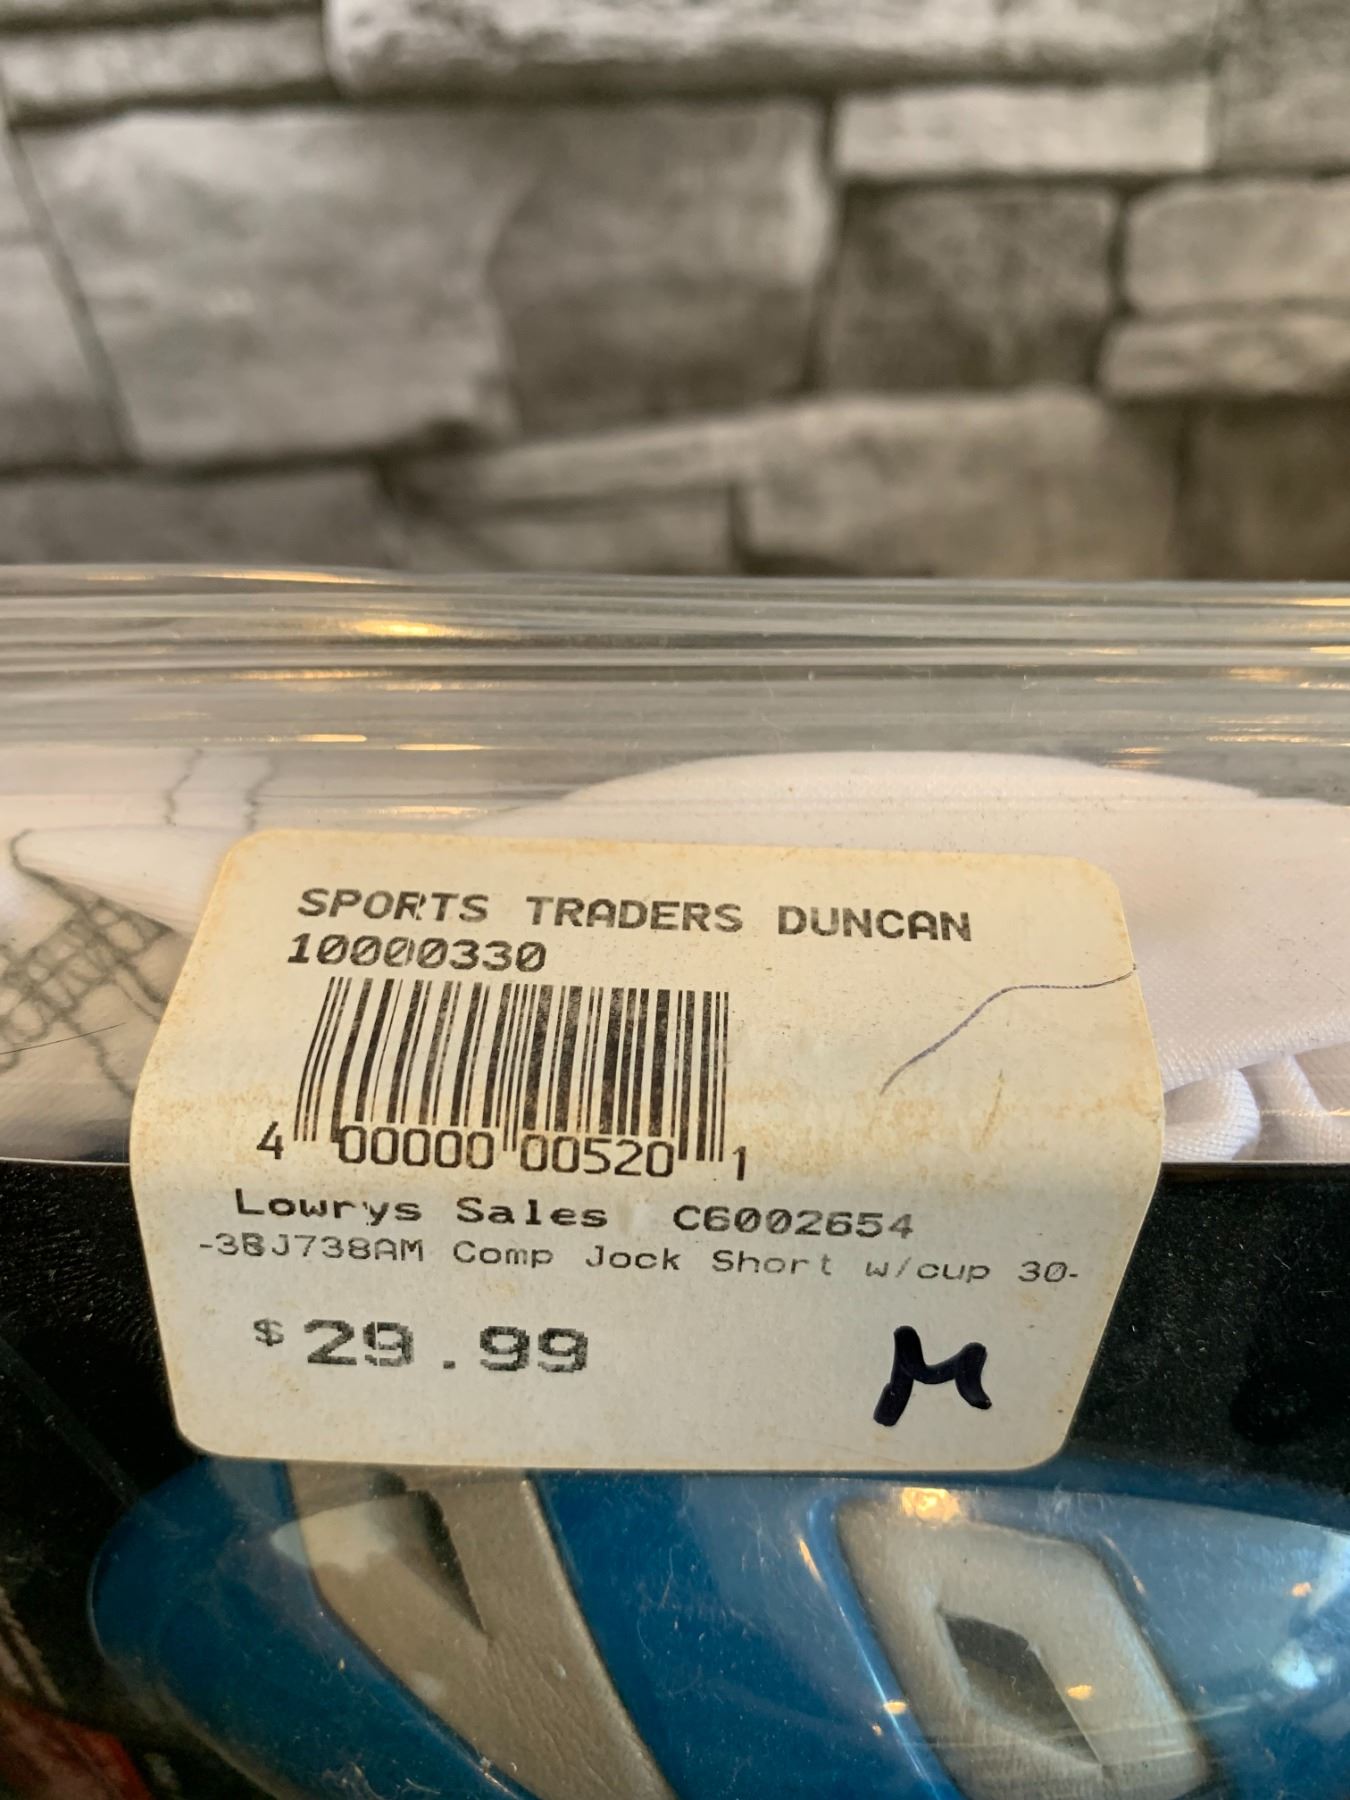 SPORTS TRADERS DUNCAN
10000330
4 00000 00520 1
Lowrys Sales C6002654
-3BJ738AM Comp Jock Short w/cup 30-
$29.99
M